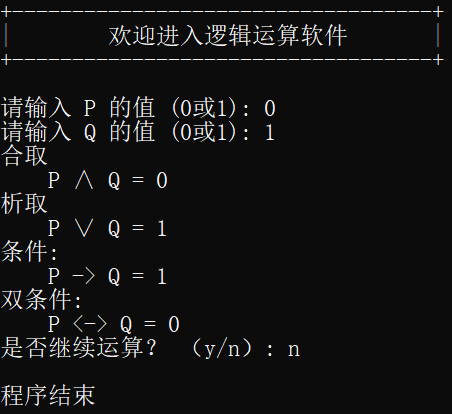 +-----------------------------------+
|        欢迎进入逻辑运算软件       |
+-----------------------------------+
请输入 P 的值 (0或1): 0
请输入 Q 的值 (0或1): 1
合取
    P ∧ Q = 0
析取
    P ∨ Q = 1
条件:
    P -> Q = 1
双条件:
    P <-> Q = 0
是否继续运算？ （y/n）: n
程序结束